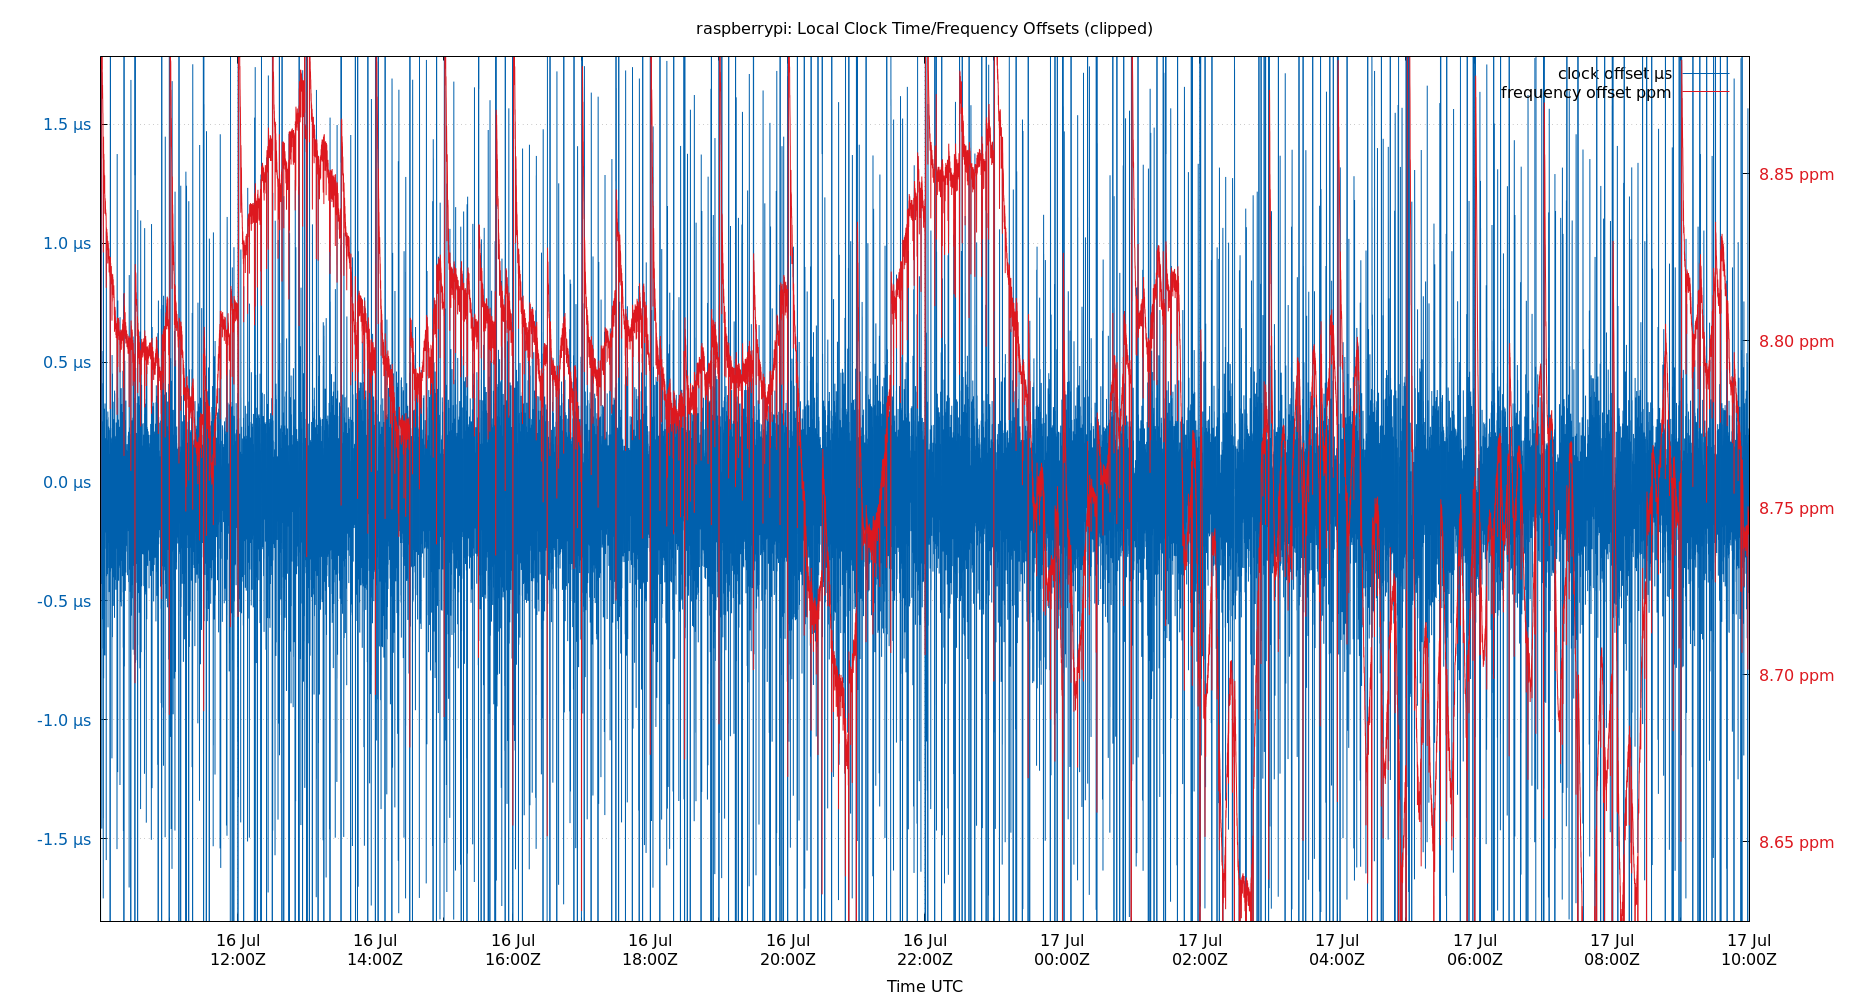 raspberrypi: Local Clock Time/Frequency Offsets (clipped)
clock offset µs
frequency offset ppm
1.5 µs
1.0 µs
0.5 µs
0.0 µs
-0.5 µs
-1.0 µs
-1.5 µs
8.85 ppm
8.80 ppm
8.75 ppm
8.70 ppm
8.65 ppm
16 Jul 16 Jul 16 Jul 16 Jul 16 Jul 16 Jul 17 Jul 17 Jul 17 Jul 17 Jul 17 Jul 17 Jul
12:00Z 14:00Z 16:00Z 18:00Z 20:00Z 22:00Z 00:00Z 02:00Z 04:00Z 06:00Z 08:00Z 10:00Z
Time UTC